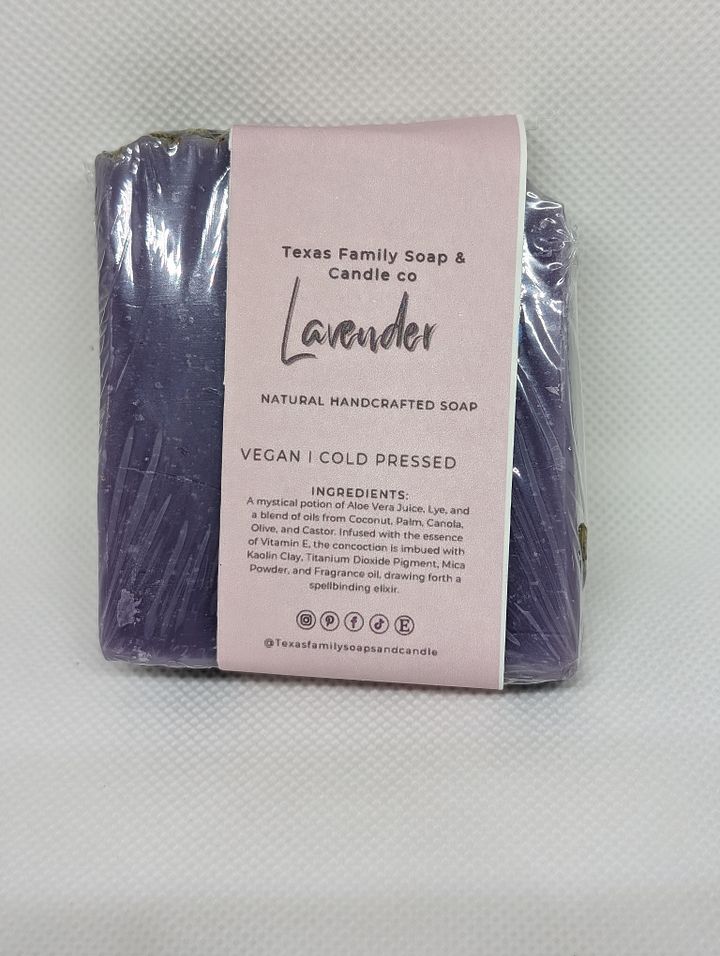 Texas Family Soap &
Candle co
Lavender
NATURAL HANDCRAFTED SOAP
VEGAN | COLD PRESSED
INGREDIENTS:
A mystical potion of Aloe Vera Juice, Lye, and
a blend of oils from Coconut, Palm, Canola,
Olive, and Castor. Infused with the essence
of Vitamin E, the concoction is imbued with
Kaolin Clay, Titanium Dioxide Pigment, Mica
Powder, and Fragrance oil, drawing forth a
spellbinding elixir.
@Texasfamilysoapsandcandle